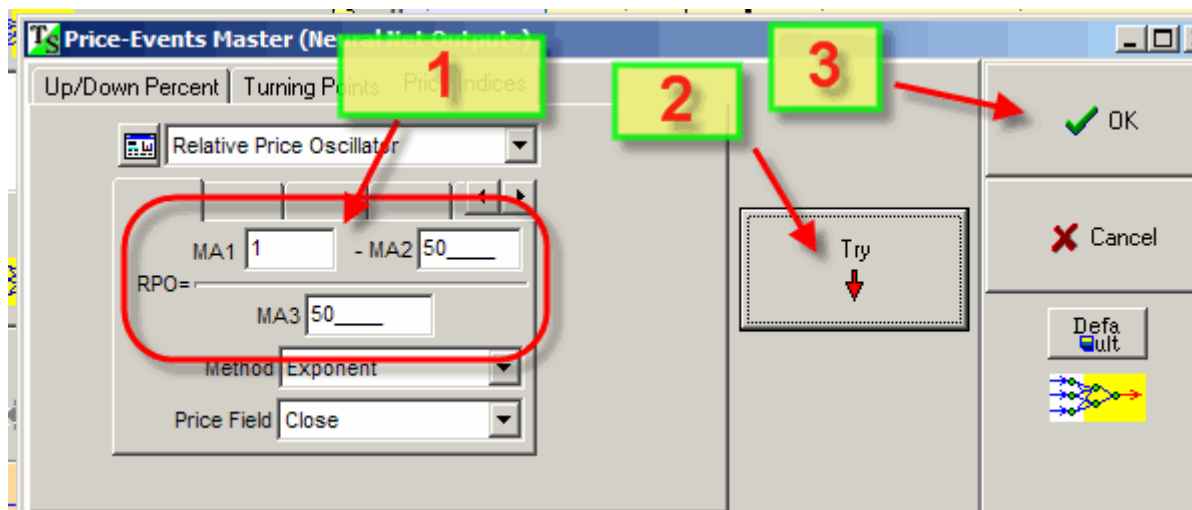 TS Price-Events Master (Neural Net Outputs)
Up/Down Percent Turning Points Price Indices
1
2
3
OK
Relative Price Oscillator
MA1 1 - MA2 50____
RPO=
MA3 50____
Try
Cancel
Defa
ult
Method Exponent
Price Field Close